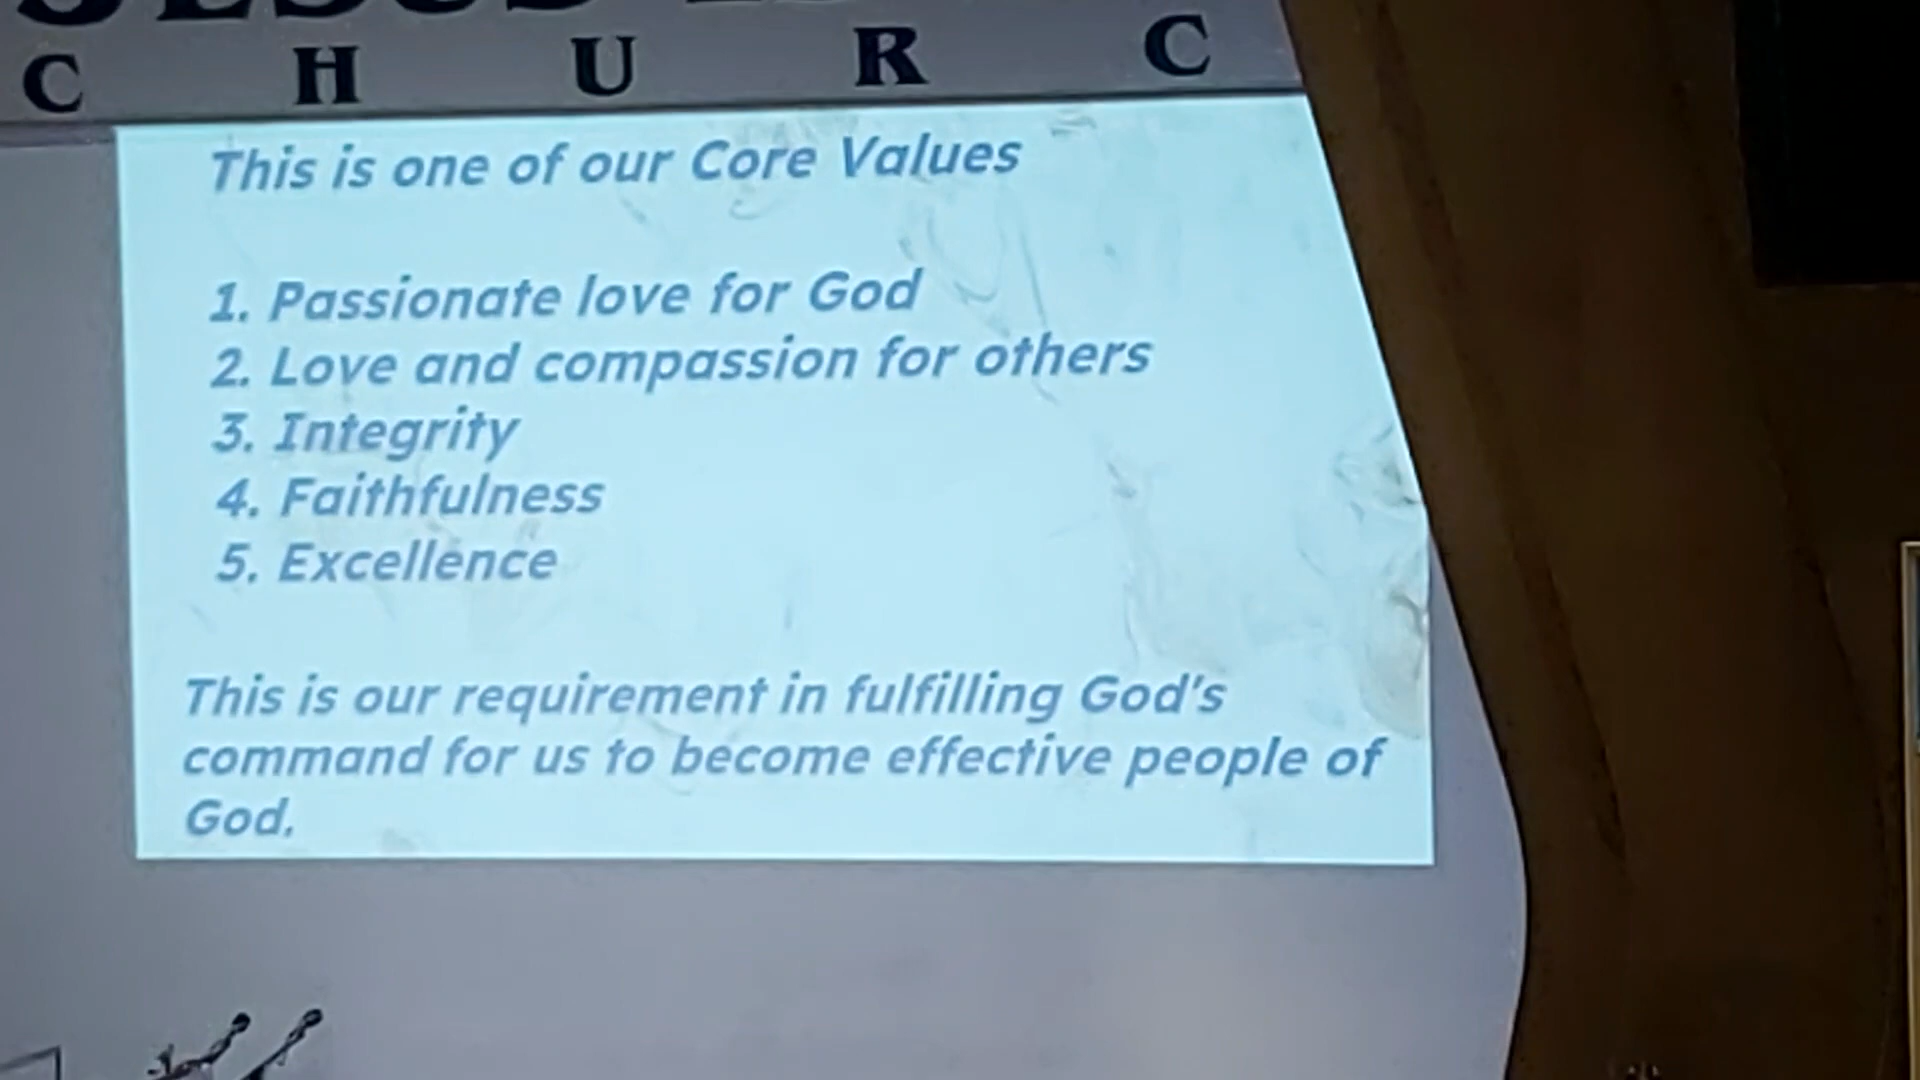 JESUS
C H U R C
This is one of our Core Values
1. Passionate love for God
2. Love and compassion for others
3. Integrity
4. Faithfulness
5. Excellence
This is our requirement in fulfilling God's
command for us to become effective people of
God.